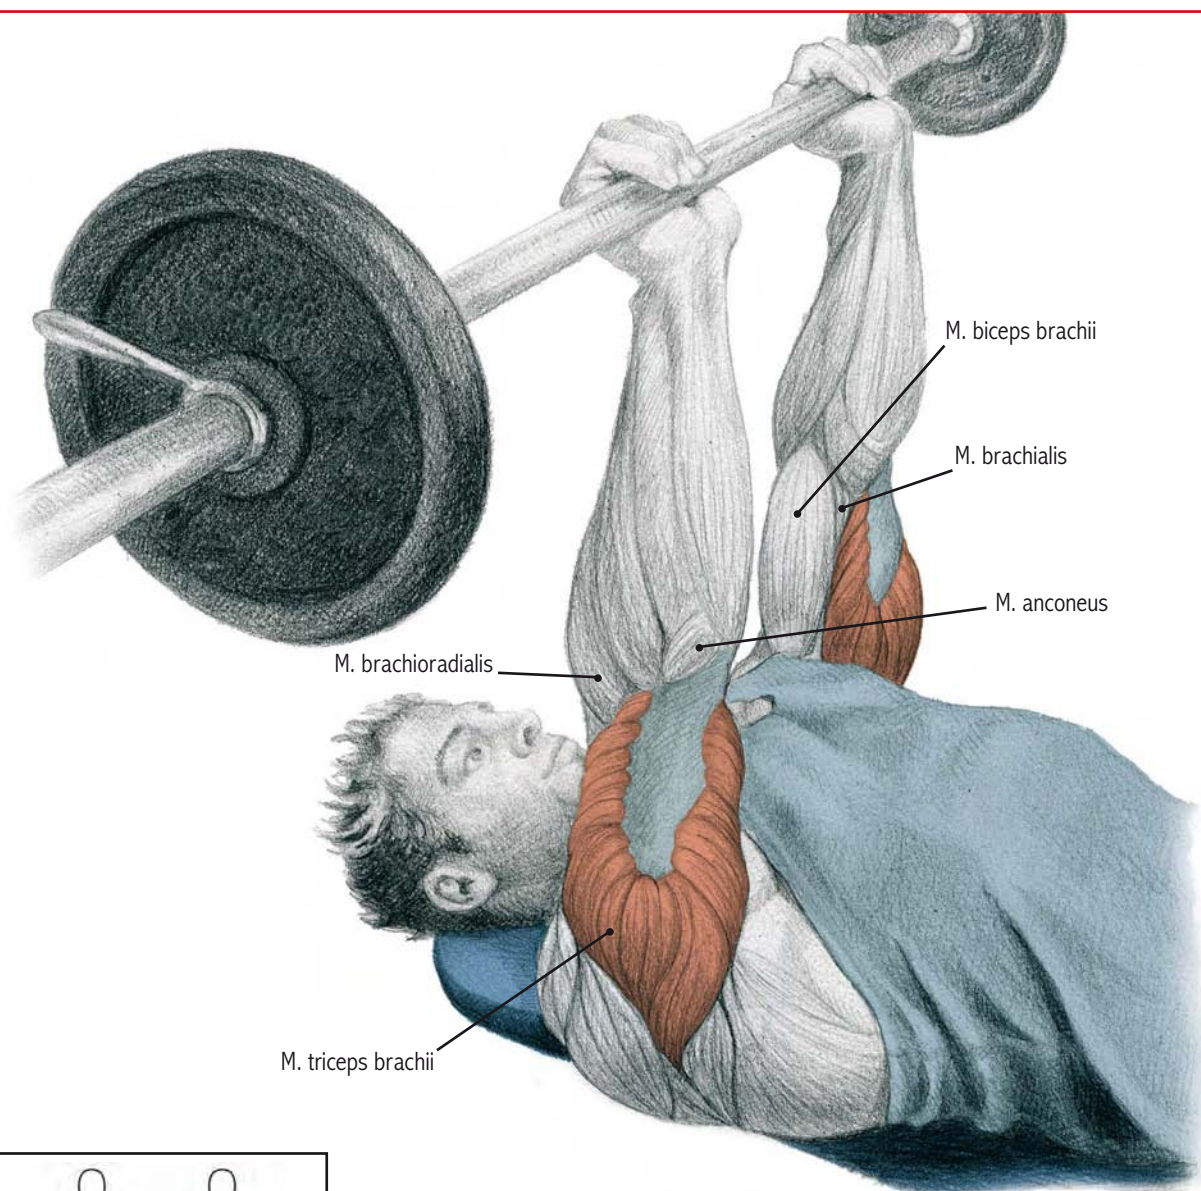 M. biceps brachii
M. brachialis
M. anconeus
M. brachioradialis
M. triceps brachii